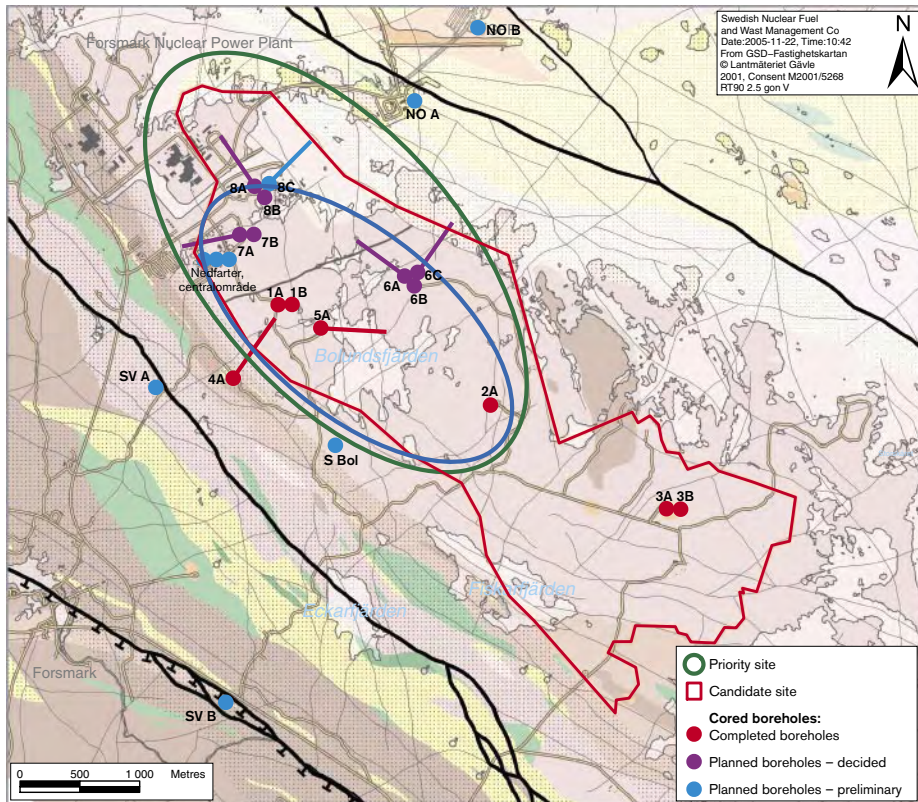 Swedish Nuclear Fuel
and Wast Management Co
Date:2005-11-22, Time:10:42
From GSD–Fastighetskartan
© Lantmäteriet Gävle
2001, Consent M2001/5268
RT90 2.5 gon V
N
NO B
Forsmark Nuclear Power Plant
NO A
8A
8C
8B
7B
7A
6C
6A
6B
Nedfarter,
centralområde
1A 1B
5A
Bolundsfjärden
SV A
4A
2A
S Bol
3A 3B
Eckarfjärden
Forsmark
SV B
0 500 1 000 Metres
Priority site
Candidate site
Cored boreholes:
Completed boreholes
Planned boreholes – decided
Planned boreholes – preliminary